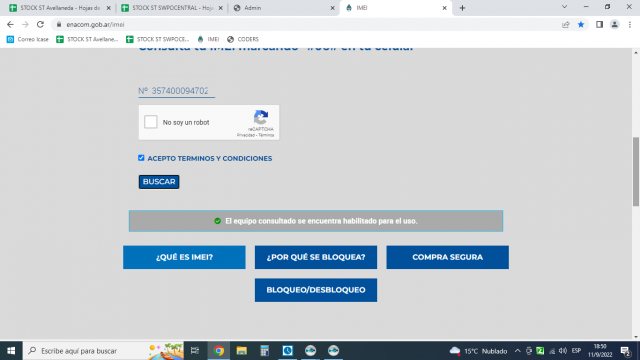 STOCK ST Avellaneda - Hojas de
STOCK ST SWPOCENTRAL - Hoj
Admin
IMEI
enacom.gob.ar/imei
Correo Icase
STOCK ST Avellane...
STOCK ST SWPOCE...
IMEI
CODERS
Consultá tu IMEI marcando *#06# en tu celular
Nº 357400094702
No soy un robot
reCAPTCHA
Privacidad - Términos
ACEPTO TERMINOS Y CONDICIONES
BUSCAR
El equipo consultado se encuentra habilitado para el uso.
¿QUÉ ES IMEI?
¿POR QUÉ SE BLOQUEA?
COMPRA SEGURA
BLOQUEO/DESBLOQUEO
Escribe aquí para buscar
15°C Nublado
ESP
18:50
11/9/2022